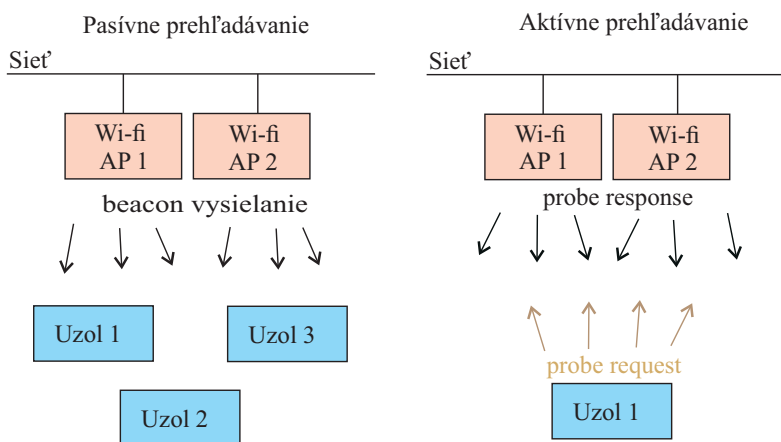 Pasívne prehľadávanie
Sieť
Wi-fi
AP 1
Wi-fi
AP 2
beacon vysielanie
Uzol 1
Uzol 3
Uzol 2
Aktívne prehľadávanie
Sieť
Wi-fi
AP 1
Wi-fi
AP 2
probe response
probe request
Uzol 1